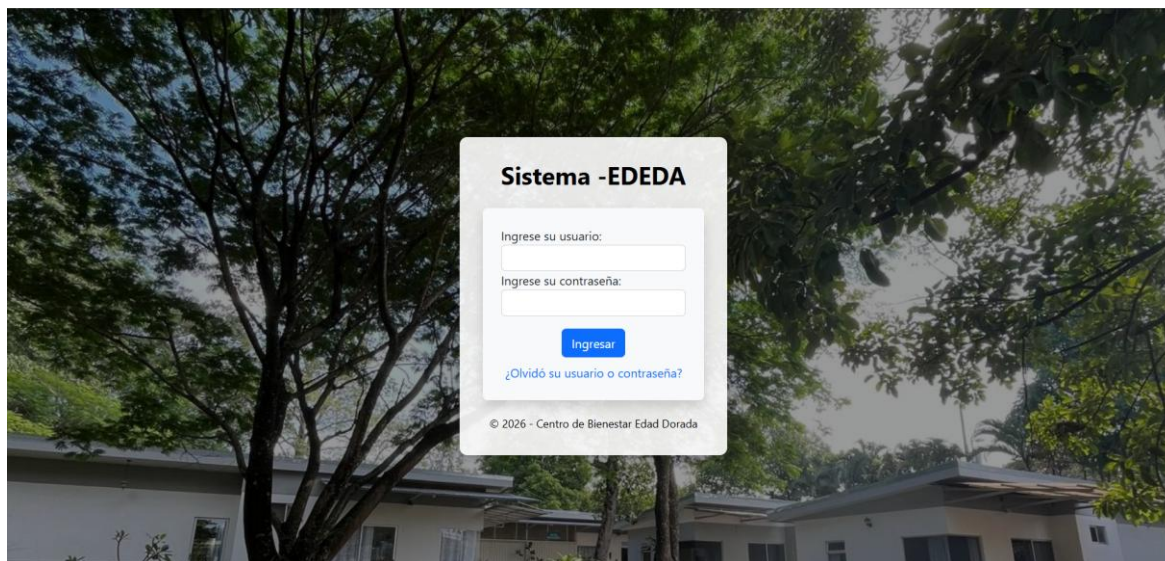 Sistema -EDEDA
Ingrese su usuario:
Ingrese su contraseña:
Ingresar
¿Olvidó su usuario o contraseña?
© 2026 - Centro de Bienestar Edad Dorada